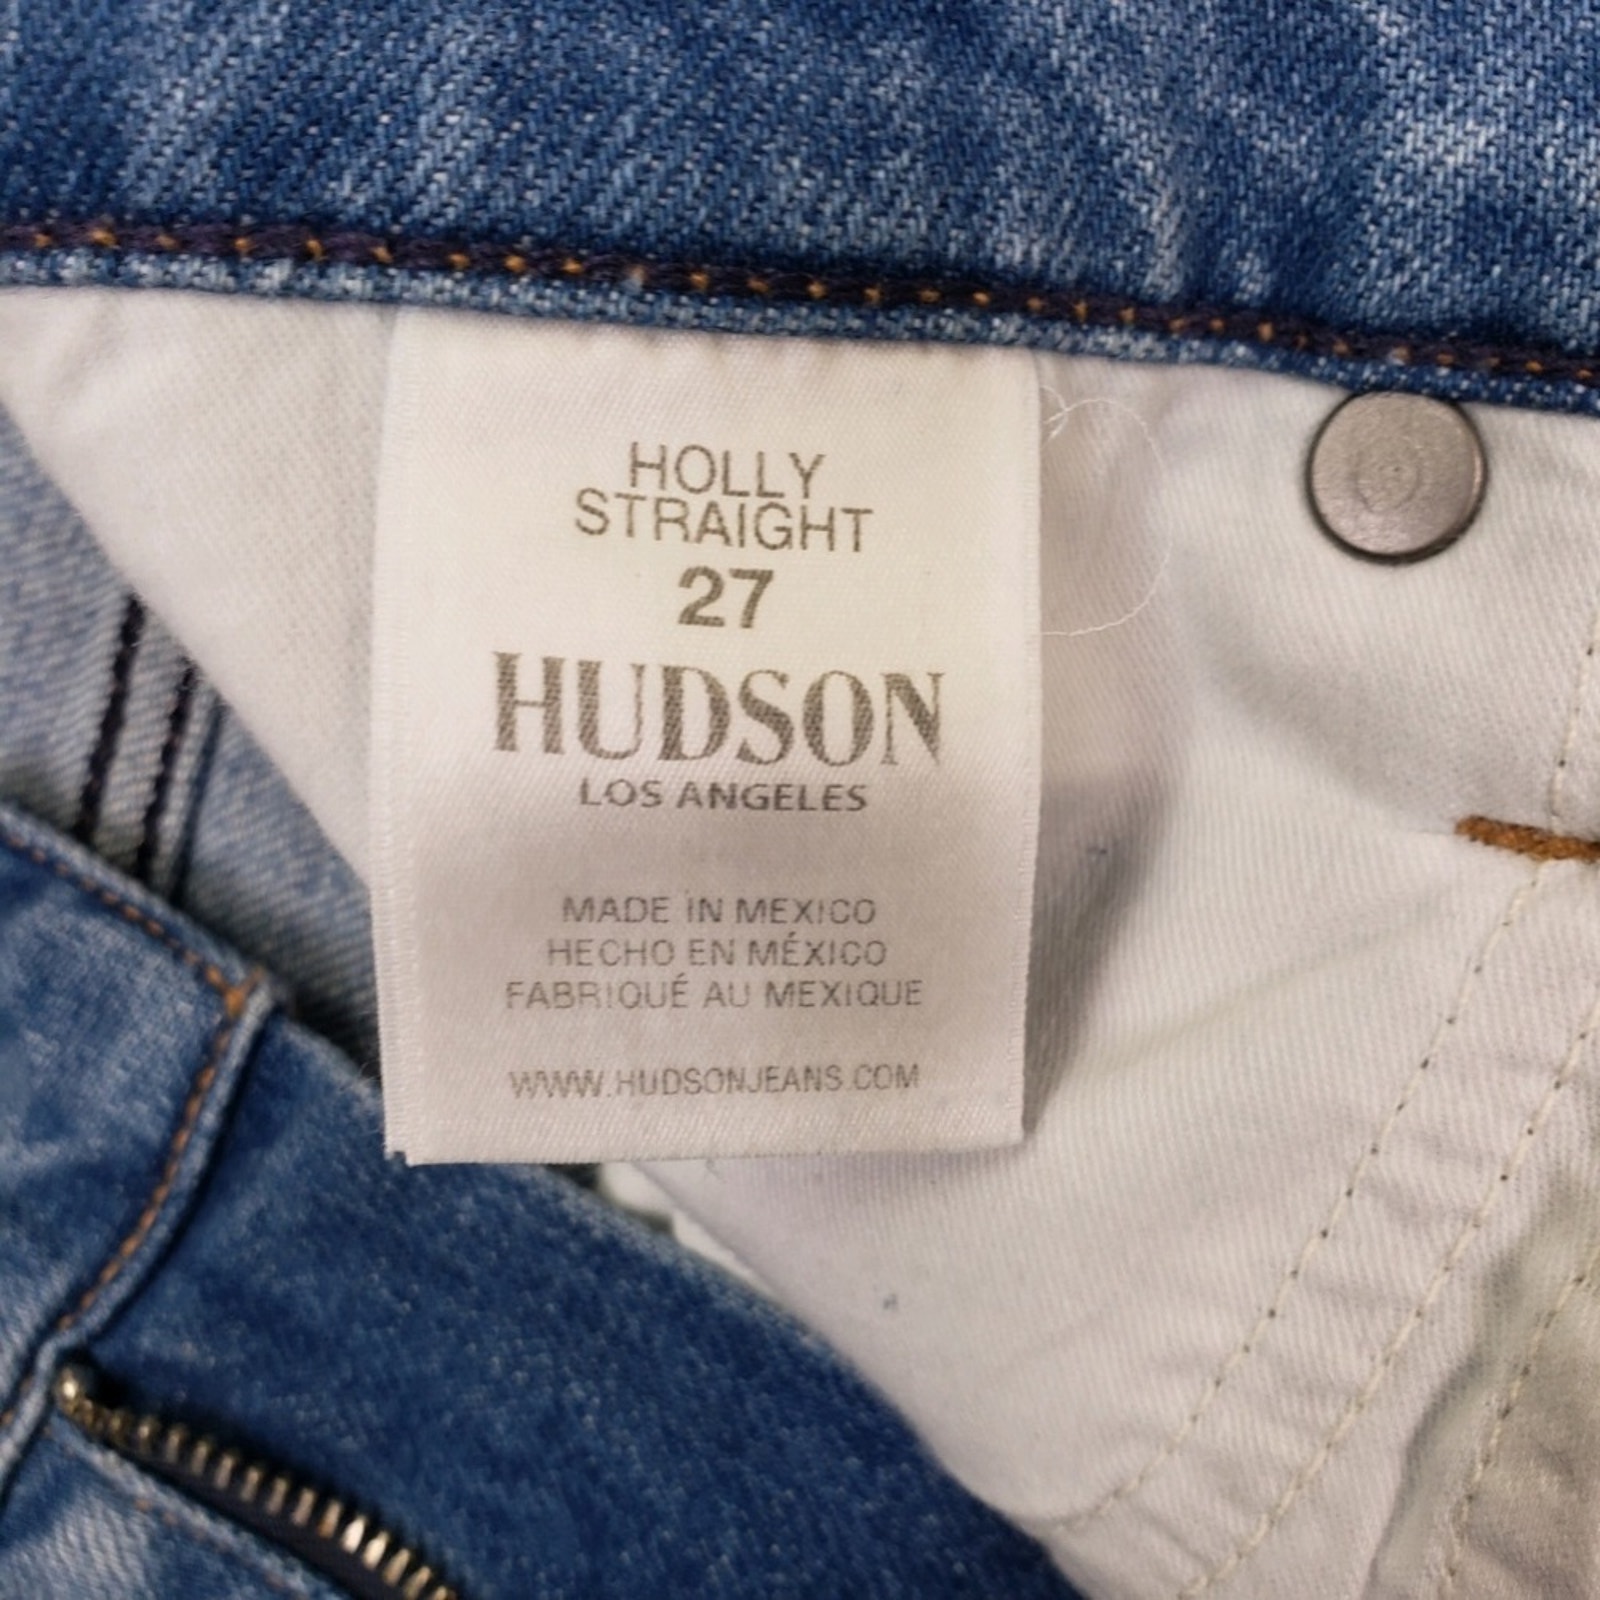 HOLLY
STRAIGHT
27
HUDSON
LOS ANGELES
MADE IN MEXICO
HECHO EN MÉXICO
FABRIQUÉ AU MEXIQUE
WWW.HUDSONJEANS.COM